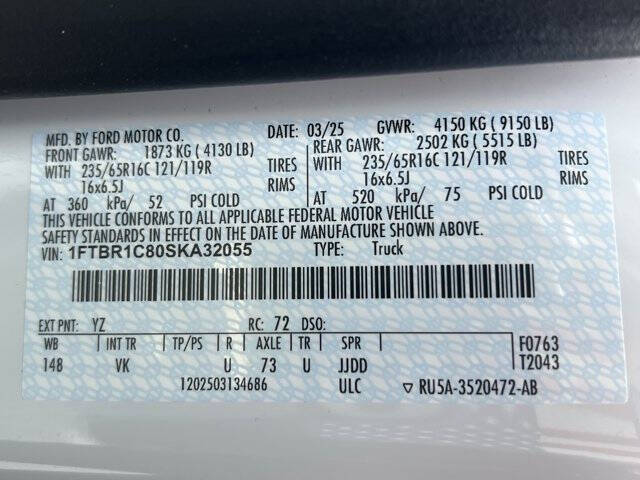 MFD. BY FORD MOTOR CO. DATE: 03/25 GVWR: 4150 KG ( 9150 LB)
FRONT GAWR: 1873 KG ( 4130 LB) REAR GAWR: 2502 KG ( 5515 LB)
WITH 235/65R16C 121/119R TIRES WITH 235/65R16C 121/119R TIRES
16x6.5J RIMS 16x6.5J RIMS
AT 360 kPa/ 52 PSI COLD AT 520 kPa/ 75 PSI COLD
THIS VEHICLE CONFORMS TO ALL APPLICABLE FEDERAL MOTOR VEHICLE
SAFETY STANDARDS IN EFFECT ON THE DATE OF MANUFACTURE SHOWN ABOVE.
VIN: 1FTBR1C80SKA32055 TYPE: Truck
EXT PNT: YZ RC: 72 DSO:
WB INT TR TP/PS R AXLE TR SPR F0763
148 VK U 73 U JJDD T2043
1202503134686 ULC ▽ RU5A-3520472-AB